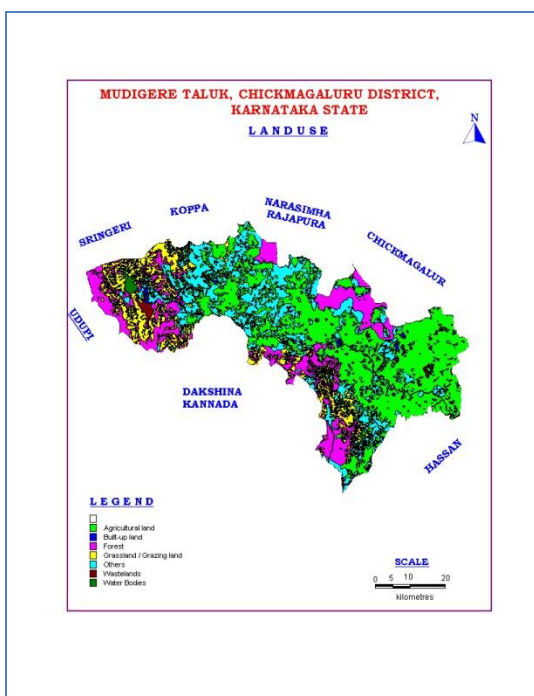 MUDIGERE TALUK, CHICKMAGALURU DISTRICT,
KARNATAKA STATE
LANDUSE
N
SRINGERI
KOPPA
NARASIMHA
RAJAPURA
CHICKMAGALUR
UDUPI
DAKSHINA
KANNADA
HASSAN
LEGEND
Agricultural land
Built-up land
Forest
Grassland / Grazing land
Others
Wastelands
Water Bodies
SCALE
0 5 10 20
kilometres